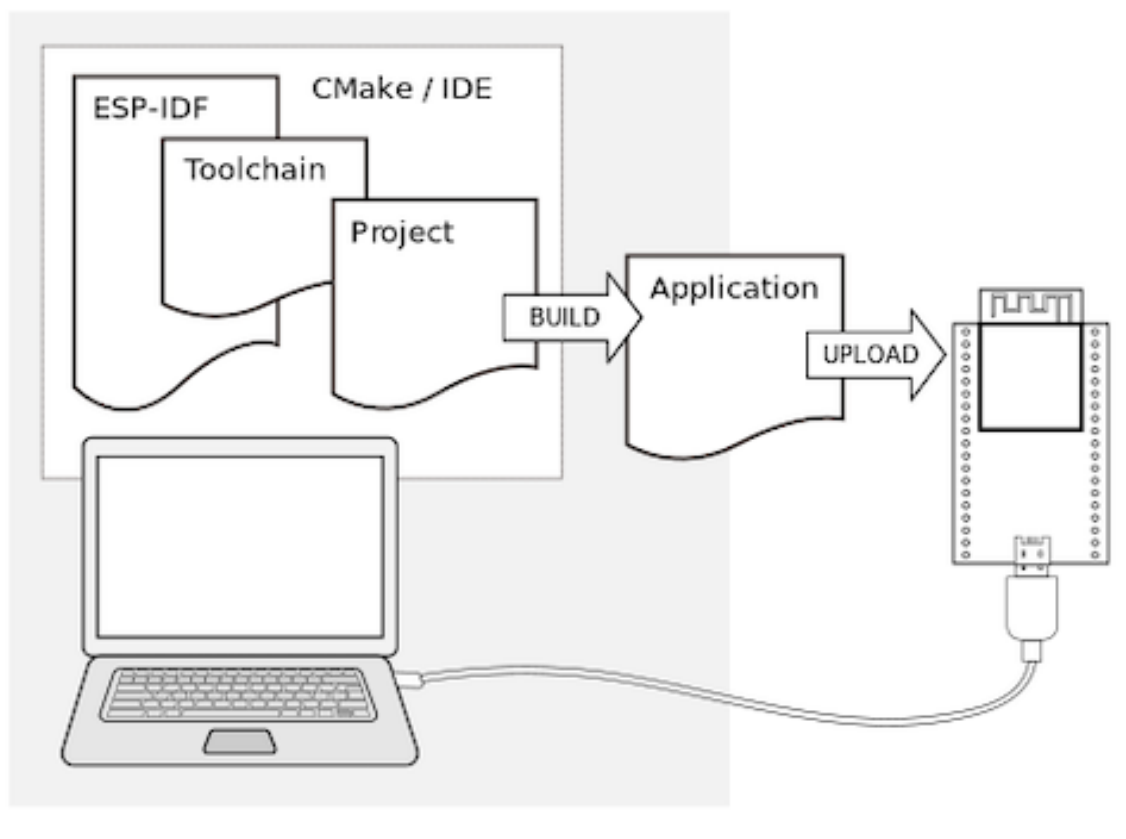 CMake / IDE
ESP-IDF
Toolchain
Project
BUILD
Application
UPLOAD